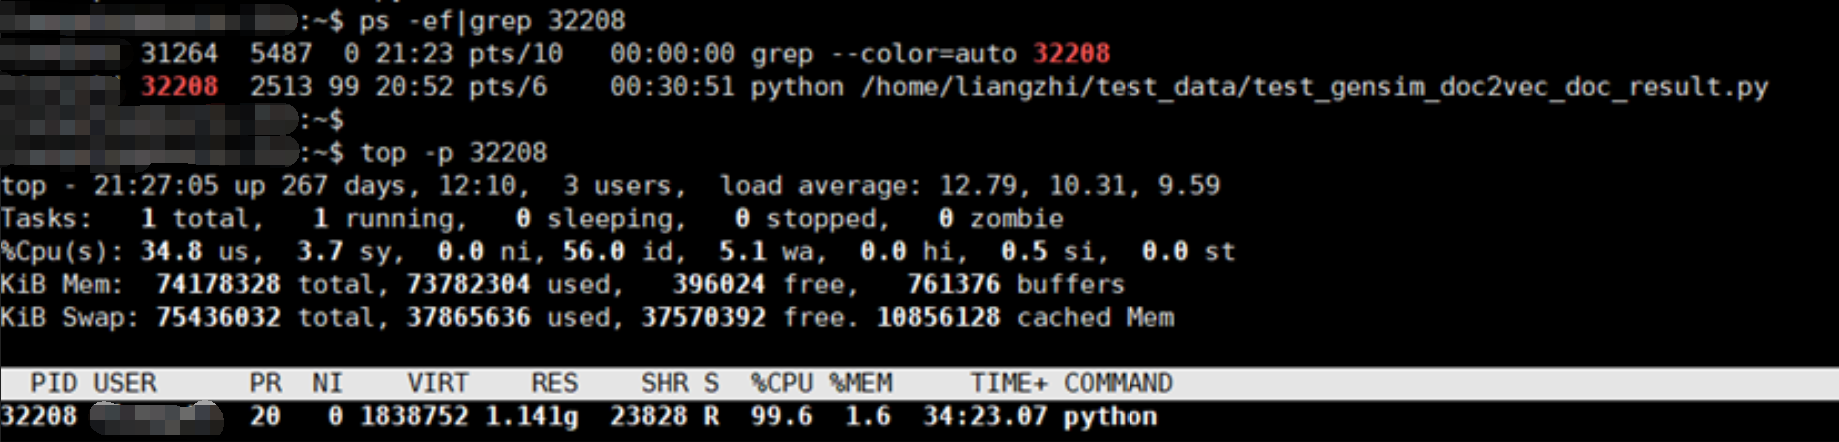 :~$ ps -ef|grep 32208
31264  5487  0 21:23 pts/10   00:00:00 grep --color=auto 32208
32208  2513 99 20:52 pts/6    00:30:51 python /home/liangzhi/test_data/test_gensim_doc2vec_doc_result.py
:~$
:~$ top -p 32208
top - 21:27:05 up 267 days, 12:10,  3 users,  load average: 12.79, 10.31, 9.59
Tasks:   1 total,   1 running,   0 sleeping,   0 stopped,   0 zombie
%Cpu(s): 34.8 us,  3.7 sy,  0.0 ni, 56.0 id,  5.1 wa,  0.0 hi,  0.5 si,  0.0 st
KiB Mem:  74178328 total, 73782304 used,   396024 free,   761376 buffers
KiB Swap: 75436032 total, 37865636 used, 37570392 free. 10856128 cached Mem
PID USER      PR  NI    VIRT    RES    SHR S  %CPU %MEM     TIME+ COMMAND
32208           20   0 1838752 1.141g  23828 R  99.6  1.6  34:23.07 python